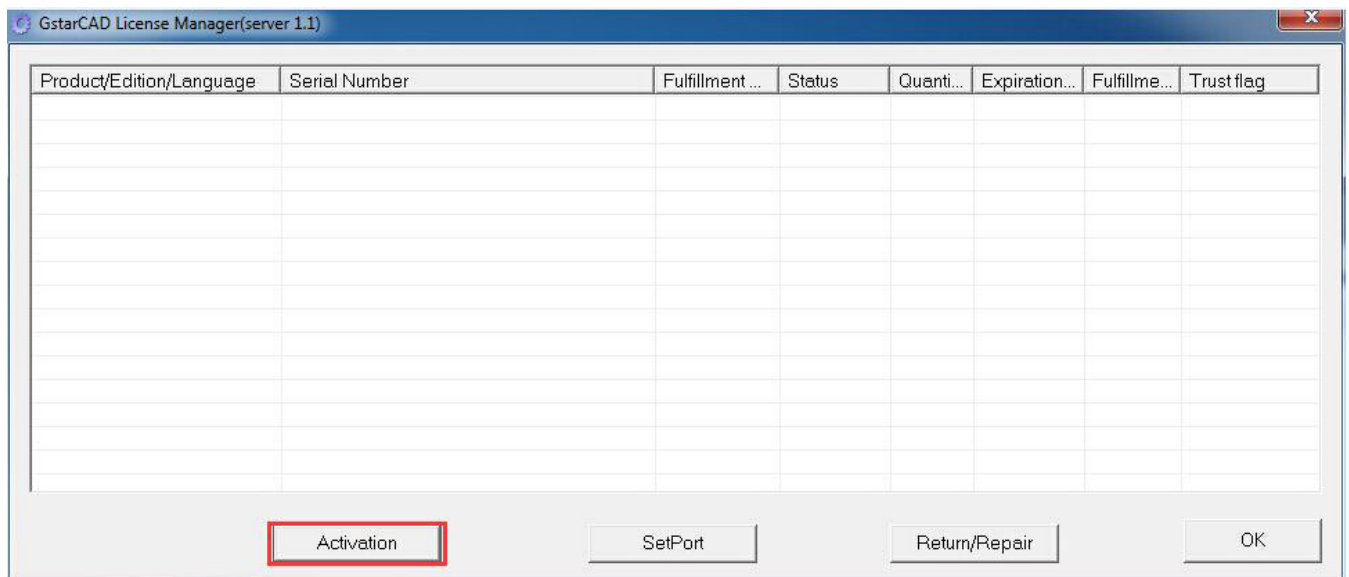 GstarCAD License Manager(server 1.1)
Product/Edition/Language Serial Number Fulfillment ... Status Quanti... Expiration... Fulfillme... Trust flag
Activation SetPort Return/Repair OK